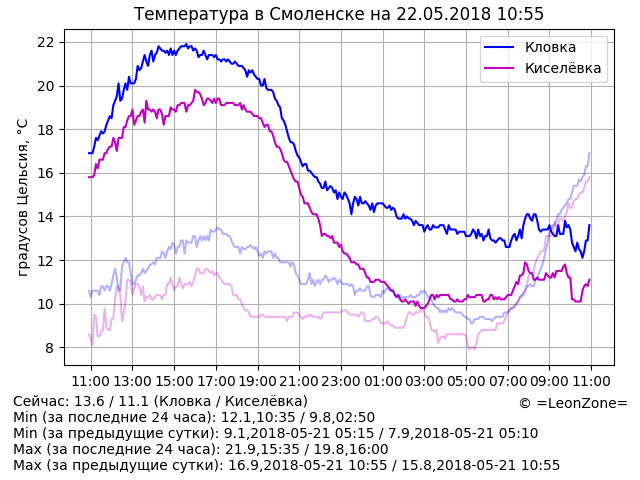 Температура в Смоленске на 22.05.2018 10:55
Кловка
Киселёвка
градусов Цельсия, °C
22
20
18
16
14
12
10
8
11:00 13:00 15:00 17:00 19:00 21:00 23:00 01:00 03:00 05:00 07:00 09:00 11:00
Сейчас: 13.6 / 11.1 (Кловка / Киселёвка)
© =LeonZone=
Min (за последние 24 часа): 12.1,10:35 / 9.8,02:50
Min (за предыдущие сутки): 9.1,2018-05-21 05:15 / 7.9,2018-05-21 05:10
Max (за последние 24 часа): 21.9,15:35 / 19.8,16:00
Max (за предыдущие сутки): 16.9,2018-05-21 10:55 / 15.8,2018-05-21 10:55